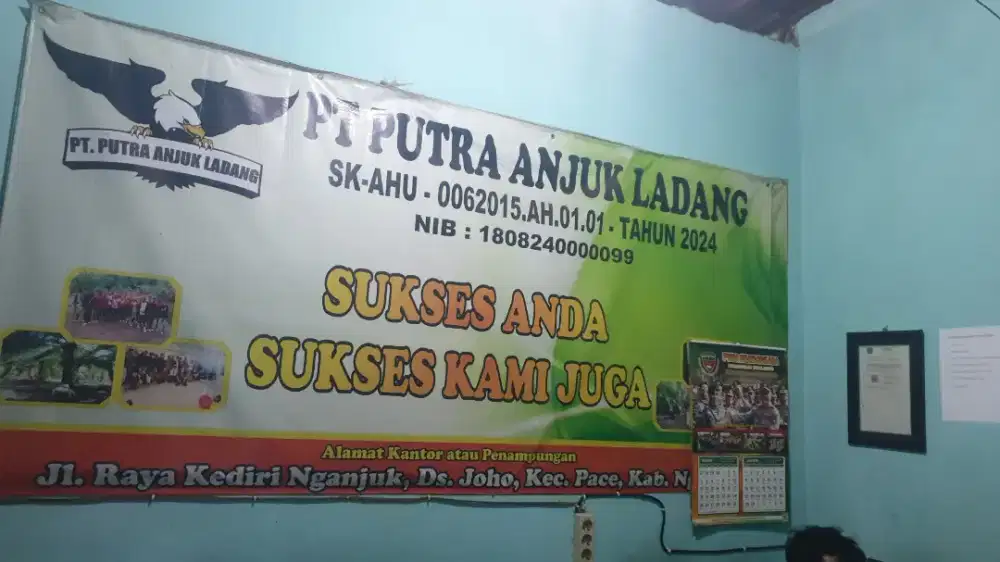 PT. PUTRA ANJUK LADANG
PT PUTRA ANJUK LADANG
SK-AHU - 0062015.AH.01.01 - TAHUN 2024
NIB : 1808240000099
SUKSES ANDA
SUKSES KAMI JUGA
Alamat Kantor atau Penampungan
Jl. Raya Kediri Nganjuk, Ds. Joho, Kec. Pace, Kab. N